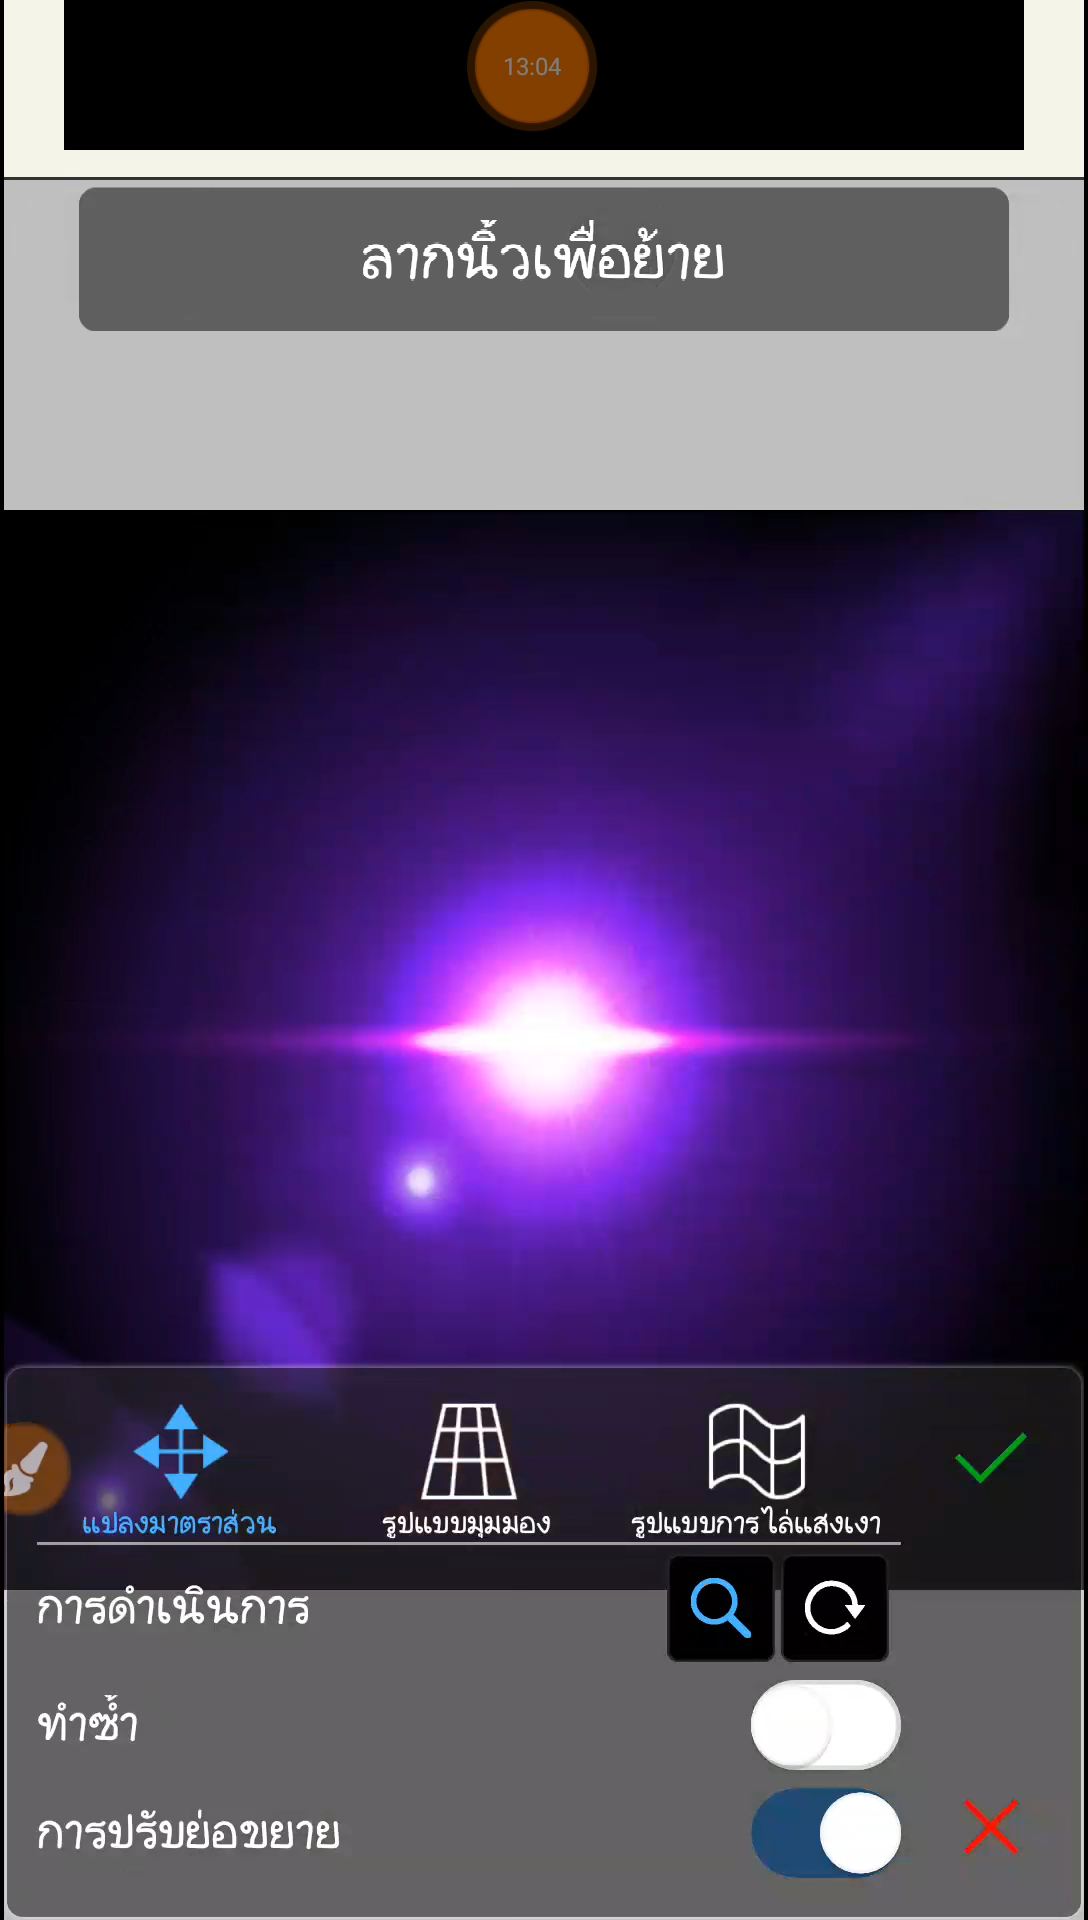 13:04
ลากนิ้วเพื่อย้าย
แปลงมาตราส่วน
รูปแบบมุมมอง
รูปแบบการไล่แสงเงา
การดำเนินการ
ทำซ้ำ
การปรับย่อขยาย